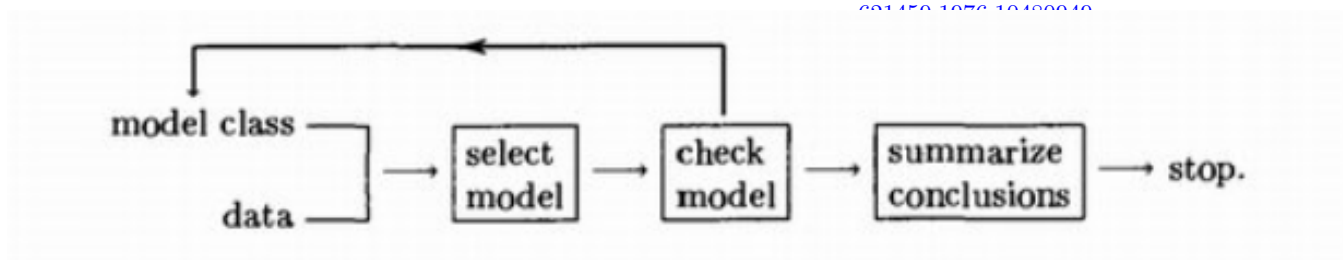 model class
data
select
model
check
model
summarize
conclusions
stop.